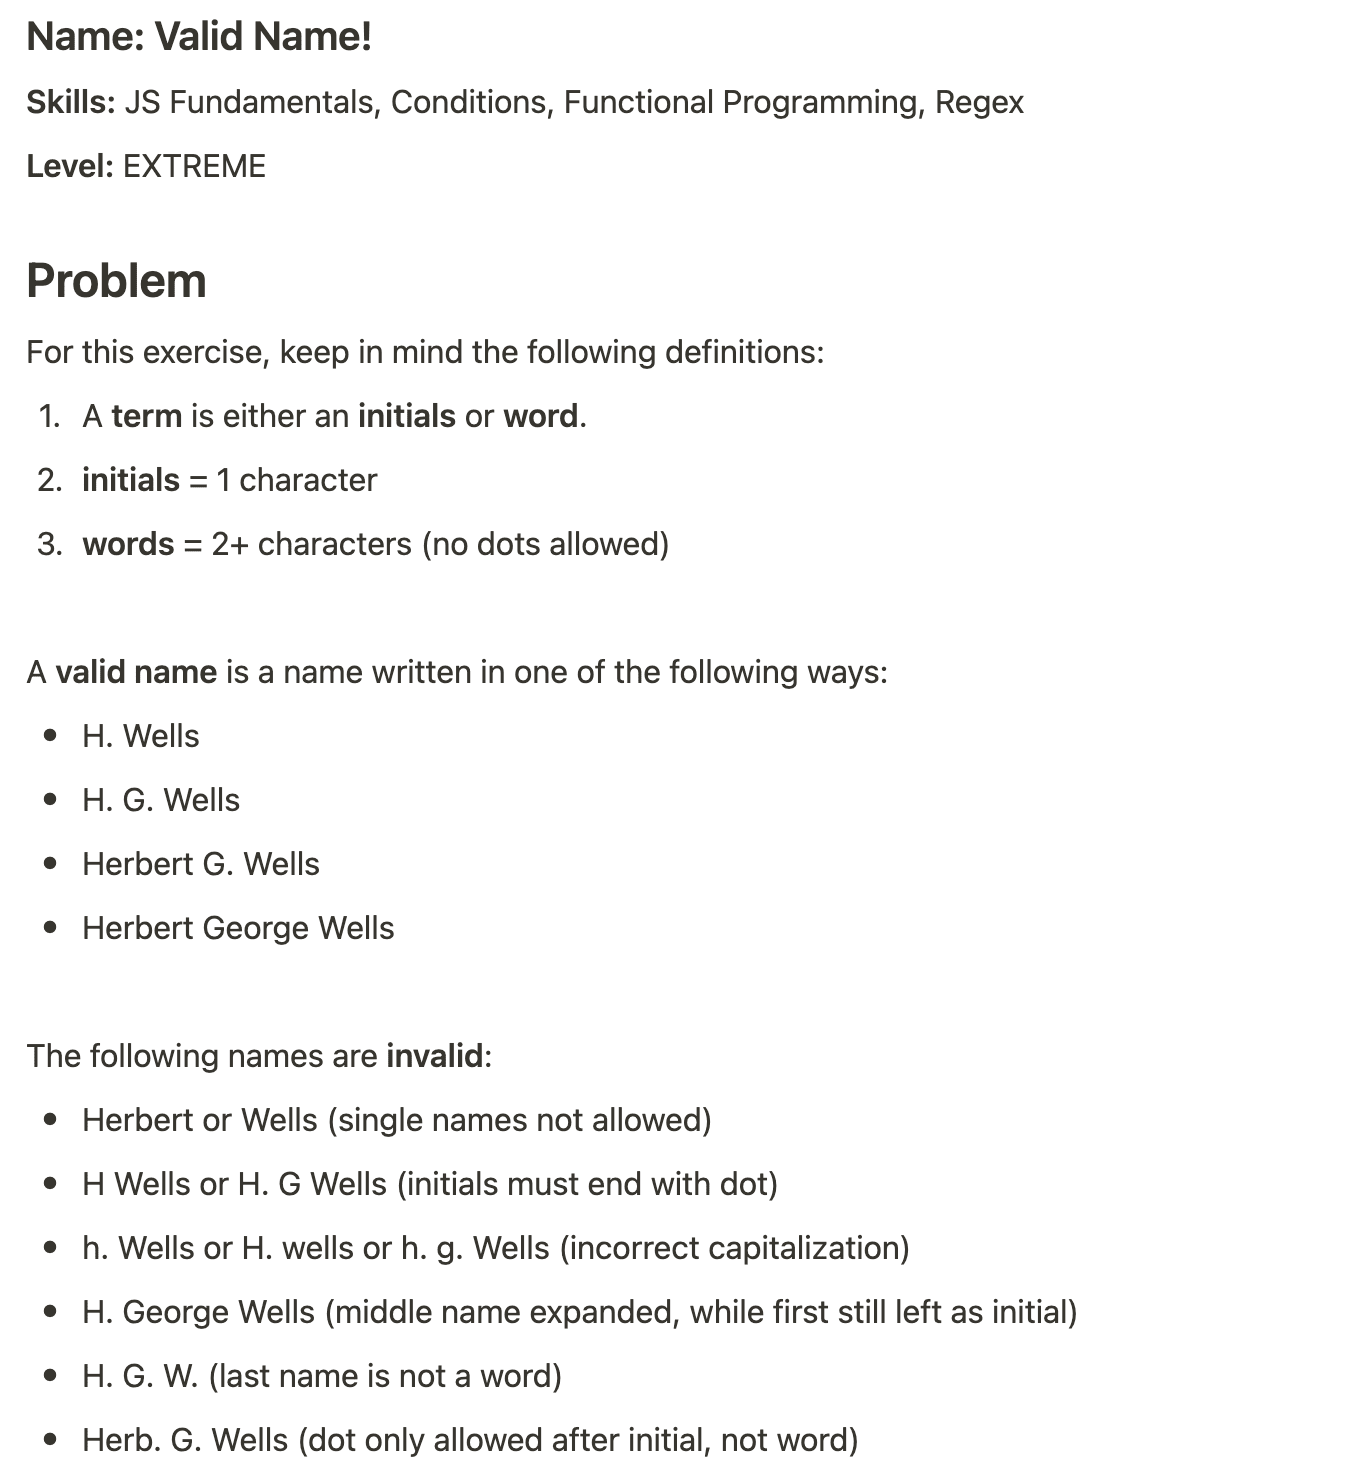 Name: Valid Name!
Skills: JS Fundamentals, Conditions, Functional Programming, Regex
Level: EXTREME
Problem
For this exercise, keep in mind the following definitions:
1. A term is either an initials or word.
2. initials = 1 character
3. words = 2+ characters (no dots allowed)
A valid name is a name written in one of the following ways:
• H. Wells
• H. G. Wells
• Herbert G. Wells
• Herbert George Wells
The following names are invalid:
• Herbert or Wells (single names not allowed)
• H Wells or H. G Wells (initials must end with dot)
• h. Wells or H. wells or h. g. Wells (incorrect capitalization)
• H. George Wells (middle name expanded, while first still left as initial)
• H. G. W. (last name is not a word)
• Herb. G. Wells (dot only allowed after initial, not word)